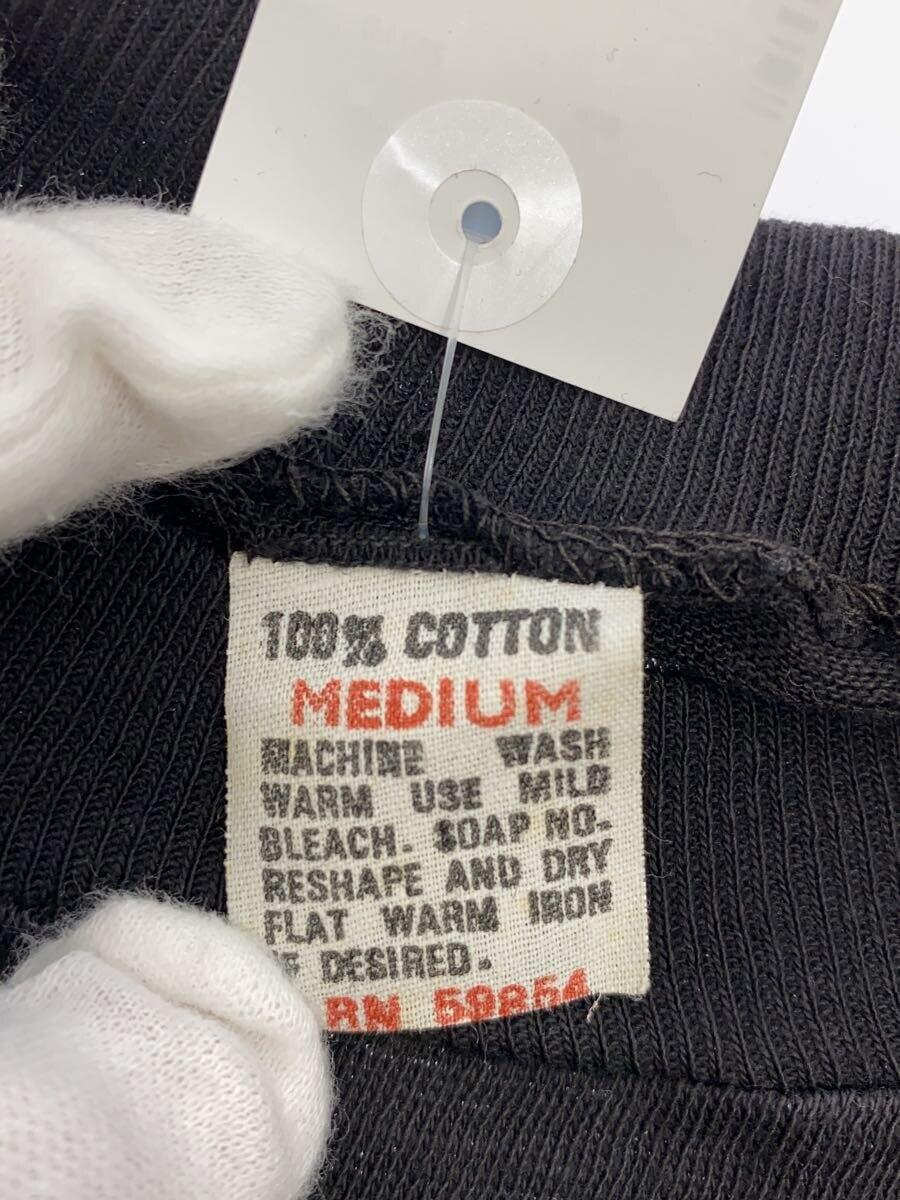 100% COTTON
MEDIUM
MACHINE WASH
WARM USE MILD
BLEACH. SOAP NO.
RESHAPE AND DRY
FLAT WARM IRON
IF DESIRED.
RN 59854